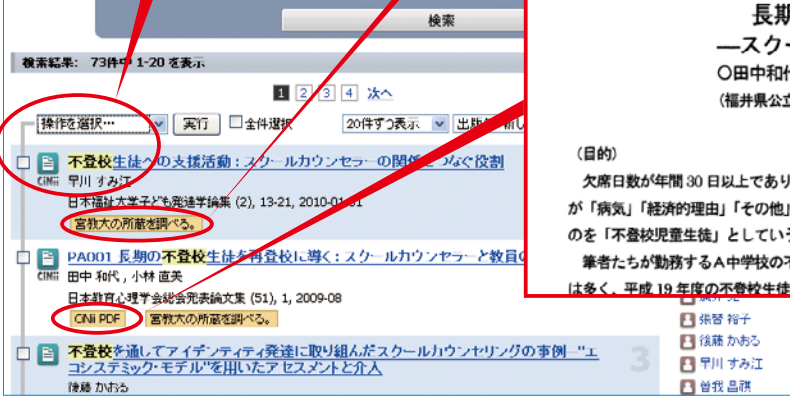 検索
検索結果: 73件中 1-20 を表示
1 2 3 4 次へ
操作を選択…
実行
全件選択
20件ずつ表示
不登校生徒への支援活動 : スクールカウンセラーの関係をつなぐ役割
CiNii 早川 すみ江
日本福祉大学子ども発達学論集 (2), 13-21, 2010-01
宮教大の所蔵を調べる。
PA001 長期の不登校生徒を再登校に導く : スクールカウンセラーと教員の
CiNii 田中 和代 , 小林 直美
日本教育心理学会総会発表論文集 (51), 1, 2009-08
CiNii PDF 宮教大の所蔵を調べる。
不登校を通してアイデンティティ発達に取り組んだスクールカウンセリングの事例-"エ
コシステミック・モデル"を用いたアセスメントと介入
後藤 かおる
3
長期
―スクー
○田中和代
(福井県公立
(目的)
欠席日数が年間 30 日以上であり
が「病気」「経済的理由」「その他」
のを「不登校児童生徒」としてい
筆者たちが勤務するA中学校の不
は多く、平成 19 年度の不登校生徒
張替 裕子
後藤 かおる
早川 すみ江
曽我 昌祺